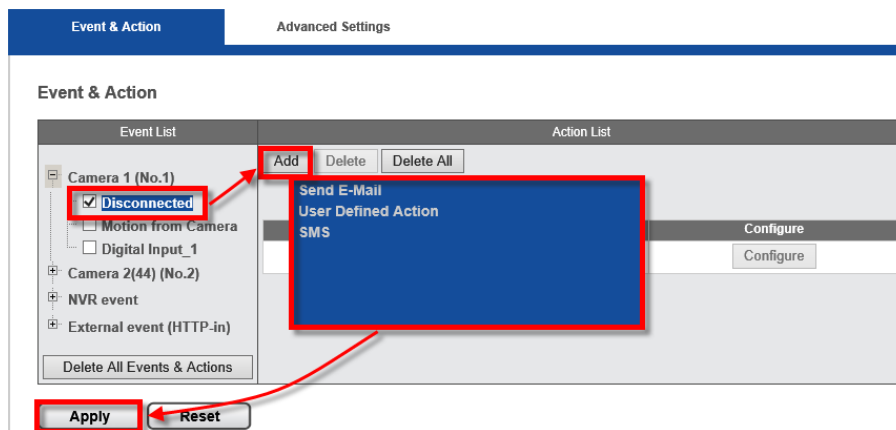 Event & Action Advanced Settings
Event & Action
Event List Action List
Add Delete Delete All
Camera 1 (No.1)
Send E-Mail
Disconnected
User Defined Action
Motion from Camera
SMS
Configure
Digital Input_1
Configure
Camera 2(44) (No.2)
NVR event
External event (HTTP-in)
Delete All Events & Actions
Apply Reset